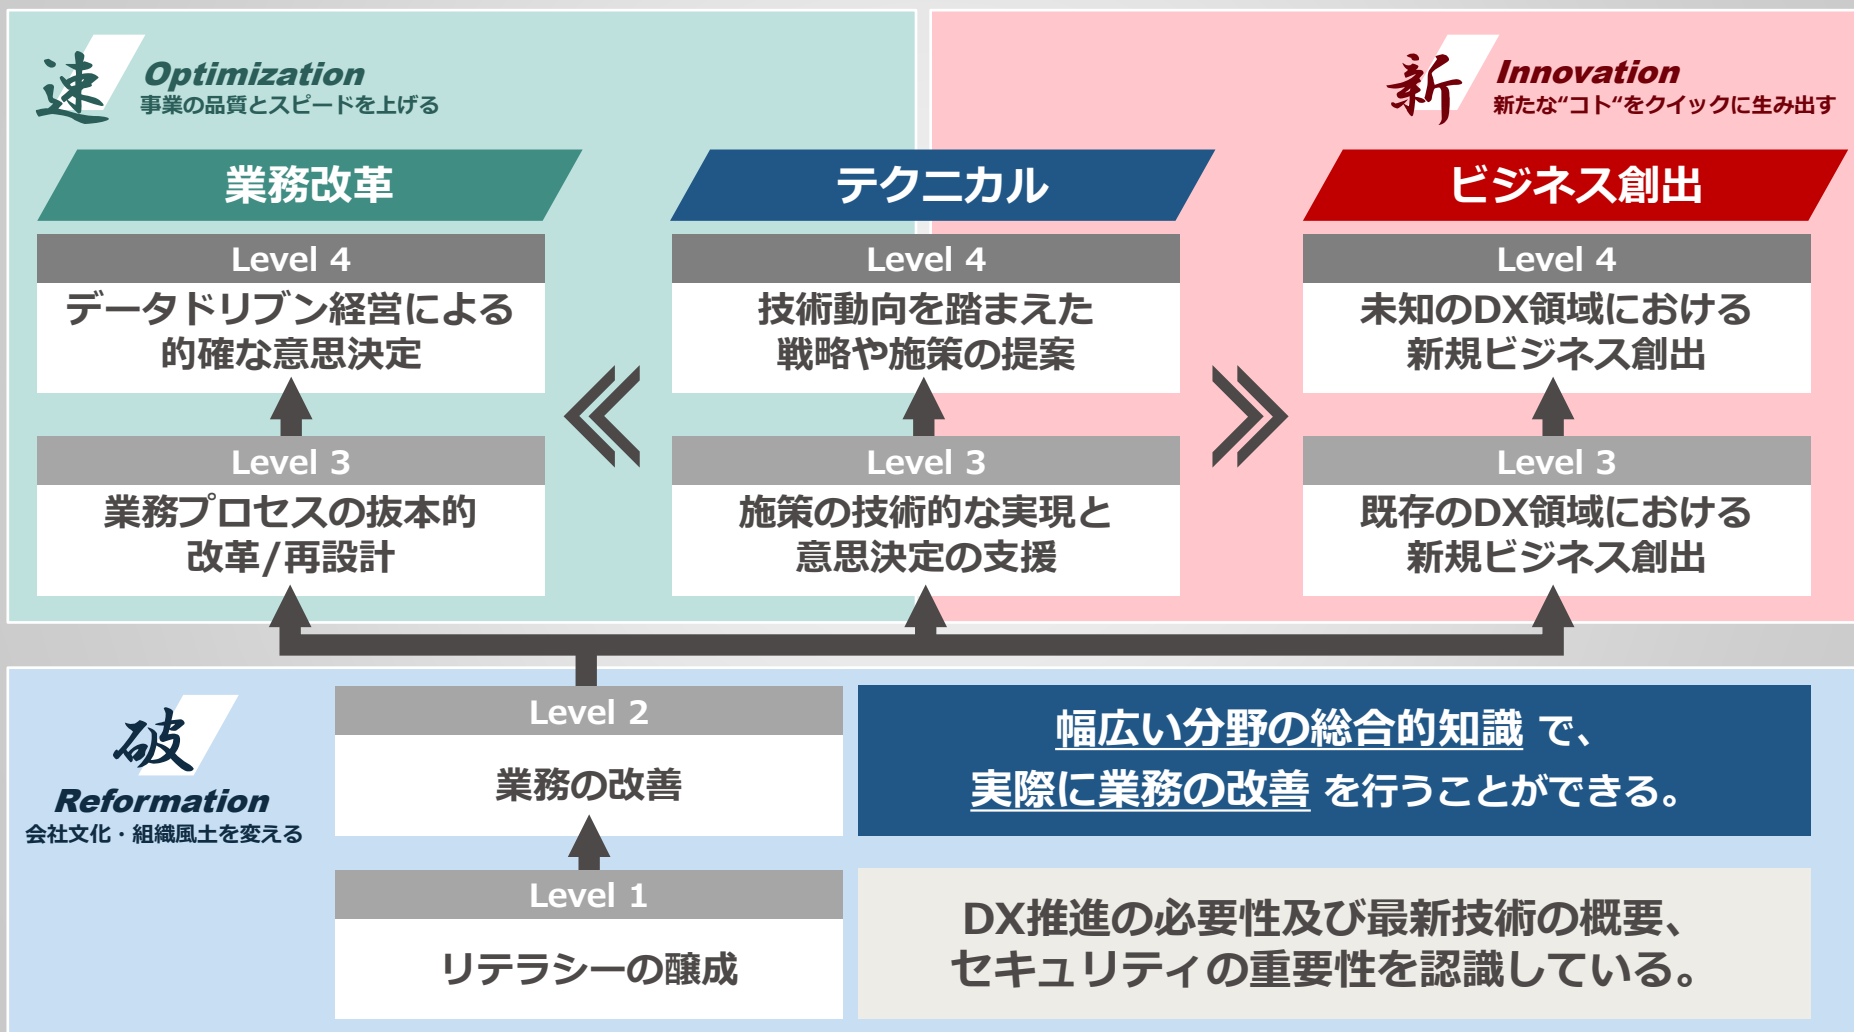 速
Optimization
事業の品質とスピードを上げる
新
Innovation
新たな“コト“をクイックに生み出す
業務改革
Level 4
データドリブン経営による
的確な意思決定
Level 3
業務プロセスの抜本的
改革/再設計
テクニカル
Level 4
技術動向を踏まえた
戦略や施策の提案
Level 3
施策の技術的な実現と
意思決定の支援
ビジネス創出
Level 4
未知のDX領域における
新規ビジネス創出
Level 3
既存のDX領域における
新規ビジネス創出
破
Reformation
会社文化・組織風土を変える
Level 2
業務の改善
幅広い分野の総合的知識 で、
実際に業務の改善 を行うことができる。
Level 1
リテラシーの醸成
DX推進の必要性及び最新技術の概要、
セキュリティの重要性を認識している。